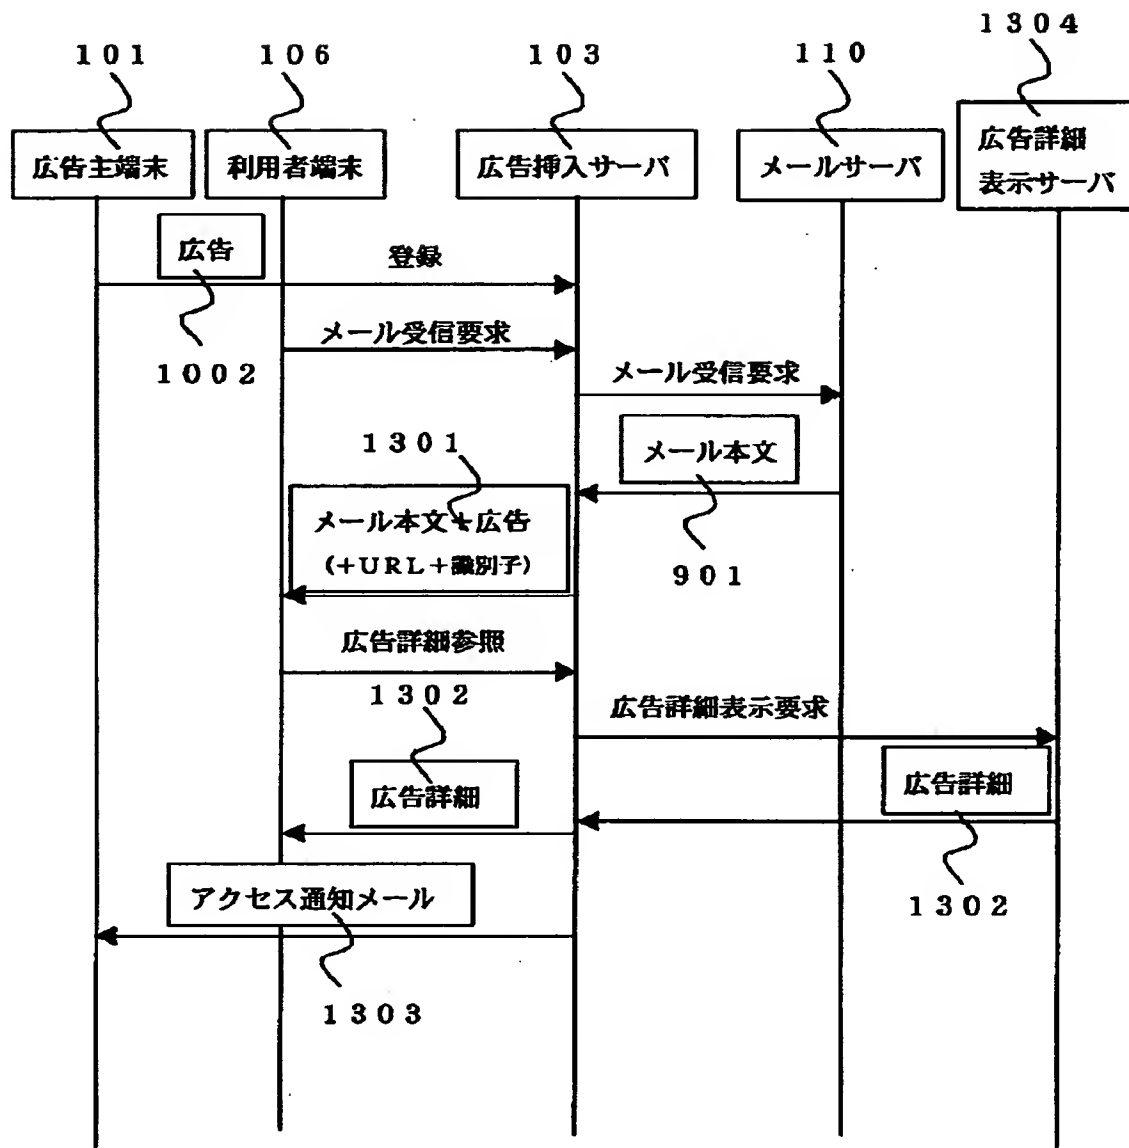 1304
101
106
103
110
広告主端末
利用者端末
広告挿入サーバ
メールサーバ
広告詳細
表示サーバ
広告
登録
1002
メール受信要求
メール受信要求
1301
メール本文
メール本文+広告
(+URL+識別子)
901
広告詳細参照
1302
広告詳細表示要求
広告詳細
広告詳細
1302
アクセス通知メール
1303